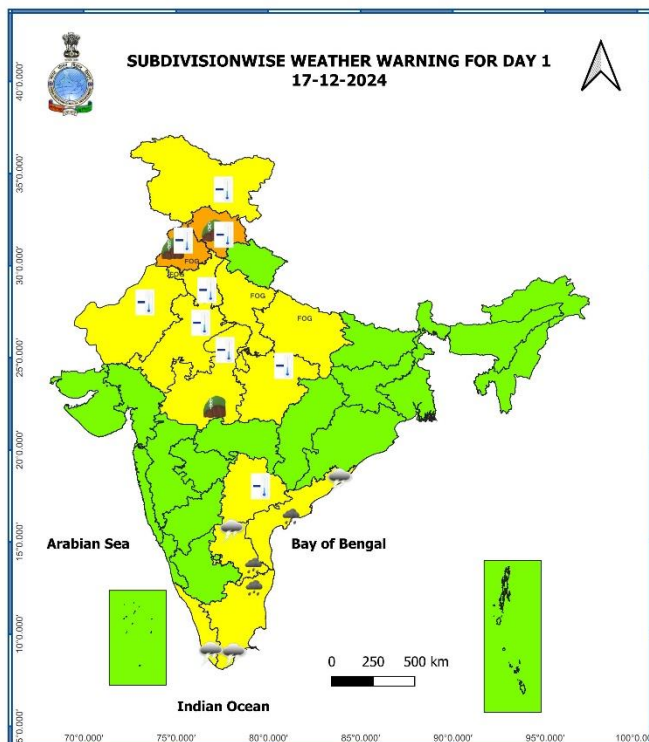 SUBDIVISIONWISE WEATHER WARNING FOR DAY 1
17-12-2024
40°0.000'
35°0.000'
30°0.000'
25°0.000'
20°0.000'
15°0.000'
10°0.000'
5°0.000'
FOG
FOG
FOG
FOG
Arabian Sea
Bay of Bengal
0 250 500 km
Indian Ocean
70°0.000' 75°0.000' 80°0.000' 85°0.000' 90°0.000' 95°0.000' 100°0.000'